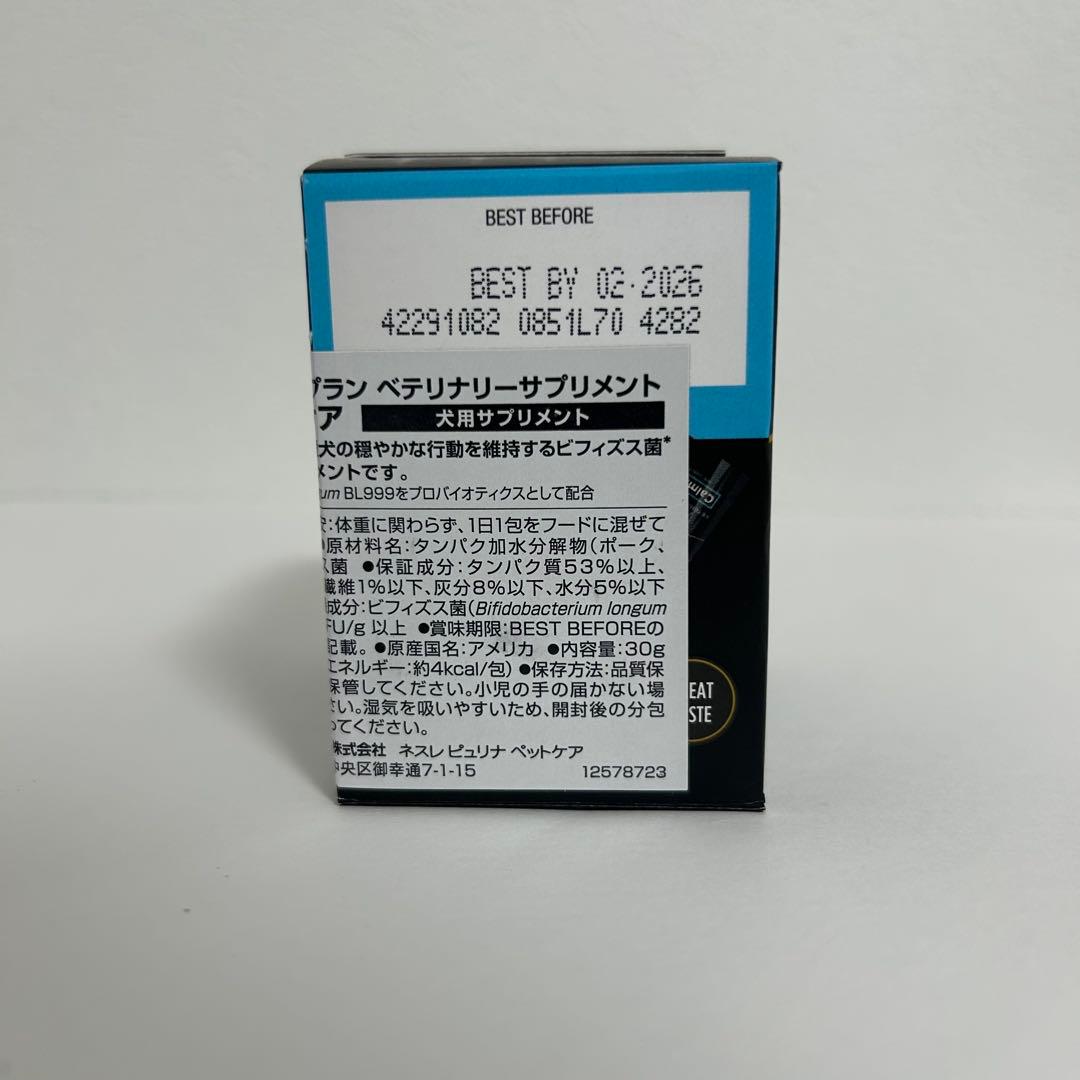 BEST BEFORE
BEST BY 02·2026
42291082 0851L70 4282
プラン ベテリナリーサプリメント
ア 犬用サプリメント
犬の穏やかな行動を維持するビフィズス菌*
メントです。
um BL999をプロバイオティクスとして配合
:体重に関わらず、1日1包をフードに混ぜて
原材料名:タンパク加水分解物(ポーク、
菌 ●保証成分:タンパク質53%以上、
繊維1%以下、灰分8%以下、水分5%以下
成分:ビフィズス菌(Bifidobacterium longum
FU/g 以上 ●賞味期限:BEST BEFOREの
記載。 ●原産国名:アメリカ ●内容量:30g
エネルギー:約4kcal/包) ●保存方法:品質保
保管してください。小児の手の届かない場
さい。湿気を吸いやすいため、開封後の分包
ってください。
株式会社 ネスレ ピュリナ ペットケア
中央区御幸通7-1-15 12578723
Calm
EAT
STE